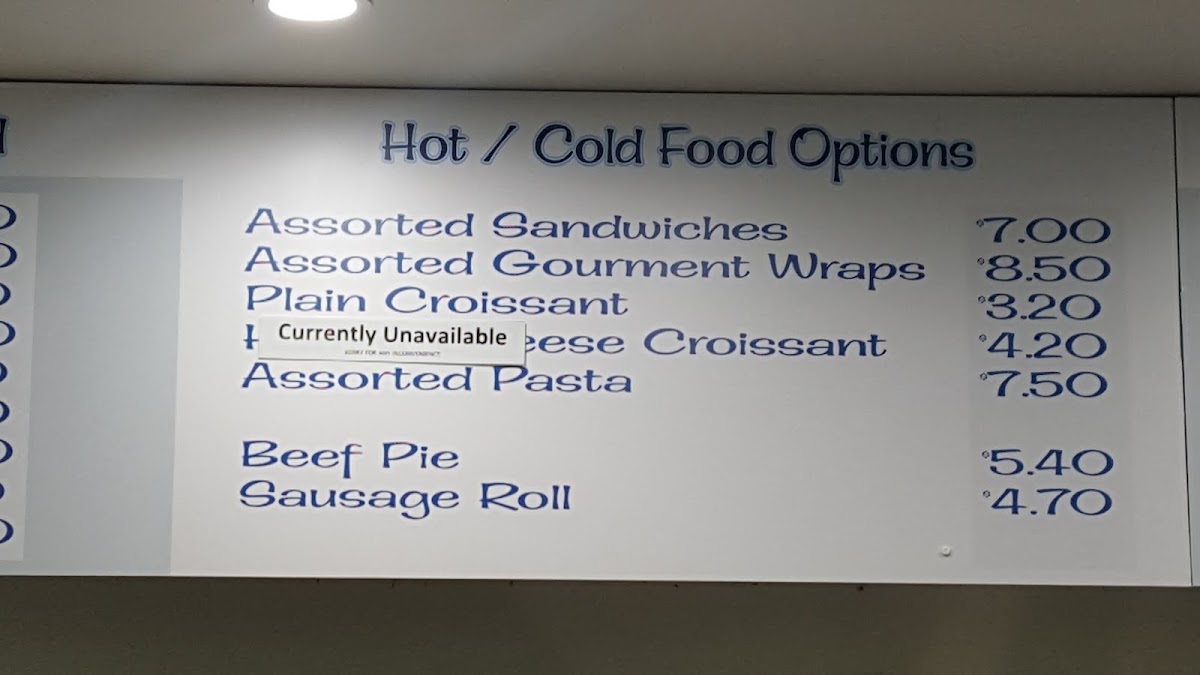 Hot / Cold Food Options
Assorted Sandwiches $7.00
Assorted Gourment Wraps $8.50
Plain Croissant $3.20
Currently Unavailable
Croissant $4.20
Assorted Pasta $7.50
Beef Pie $5.40
Sausage Roll $4.70